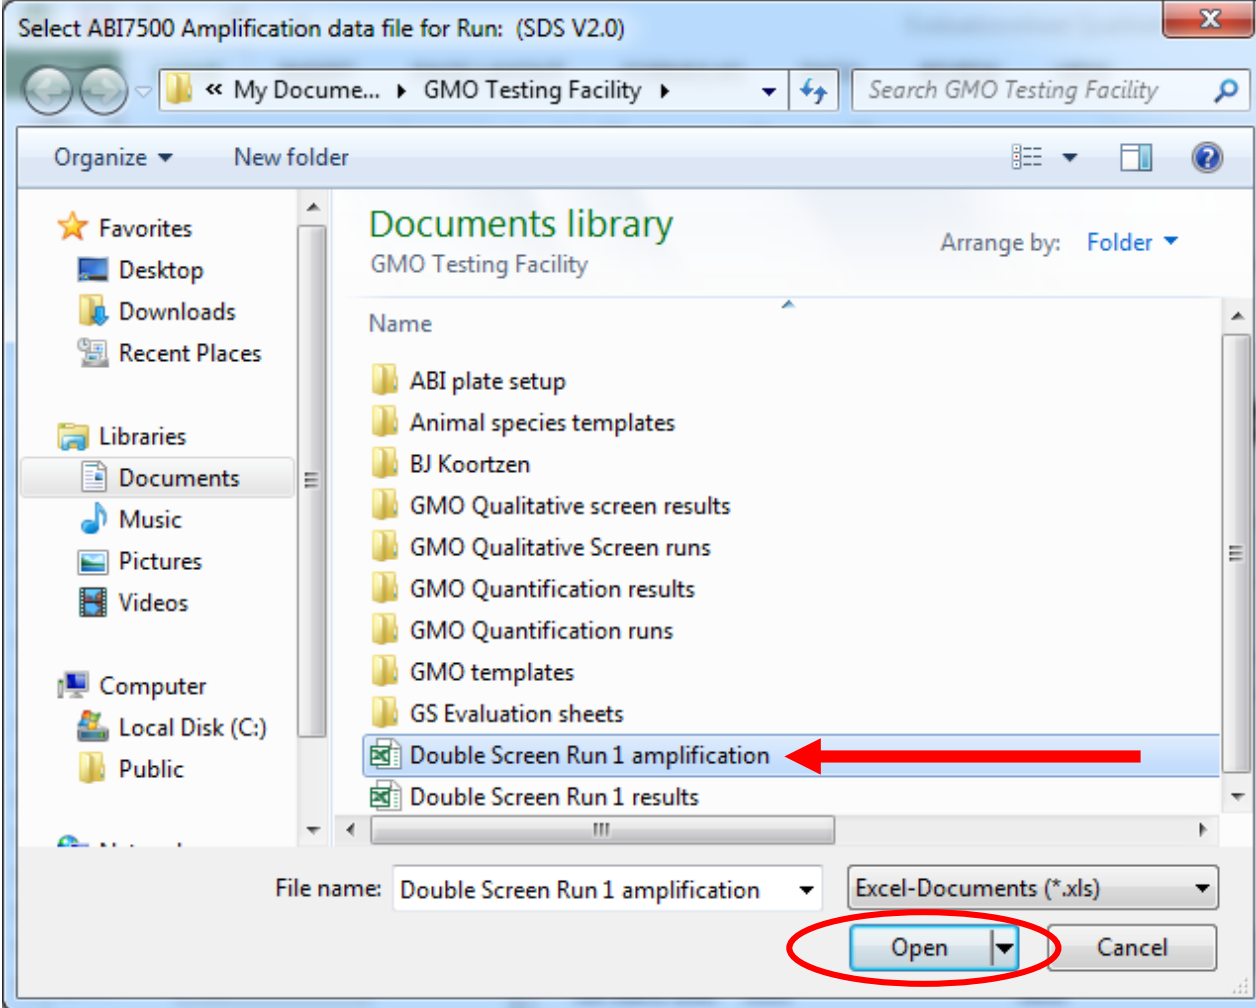 Select ABI7500 Amplification data file for Run: (SDS V2.0)
« My Docume... GMO Testing Facility
Search GMO Testing Facility
Organize
New folder
Favorites
Desktop
Downloads
Recent Places
Libraries
Documents
Music
Pictures
Videos
Computer
Local Disk (C:)
Public
Documents library
GMO Testing Facility
Arrange by: Folder
Name
ABI plate setup
Animal species templates
BJ Koortzen
GMO Qualitative screen results
GMO Qualitative Screen runs
GMO Quantification results
GMO Quantification runs
GMO templates
GS Evaluation sheets
Double Screen Run 1 amplification
Double Screen Run 1 results
File name: Double Screen Run 1 amplification
Excel-Documents (*.xls)
Open
Cancel